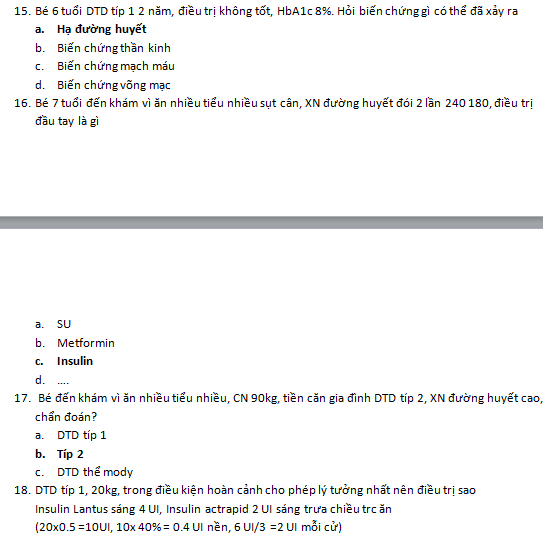 15. Bé 6 tuổi DTD típ 1 2 năm, điều trị không tốt, HbA1c 8%. Hỏi biến chứng gì có thể đã xảy ra
a. Hạ đường huyết
b. Biến chứng thần kinh
c. Biến chứng mạch máu
d. Biến chứng võng mạc
16. Bé 7 tuổi đến khám vì ăn nhiều tiểu nhiều sụt cân, XN đường huyết đói 2 lần 240 180, điều trị
đầu tay là gì
a. SU
b. Metformin
c. Insulin
d. ....
17. Bé đến khám vì ăn nhiều tiểu nhiều, CN 90kg, tiền căn gia đình DTD típ 2, XN đường huyết cao,
chẩn đoán?
a. DTD típ 1
b. Típ 2
c. DTD thể mody
18. DTD típ 1, 20kg, trong điều kiện hoàn cảnh cho phép lý tưởng nhất nên điều trị sao
Insulin Lantus sáng 4 UI, Insulin actrapid 2 UI sáng trưa chiều trc ăn
(20x0.5 =10UI, 10x 40% = 0.4 UI nền, 6 UI/3 =2 UI mỗi cử)